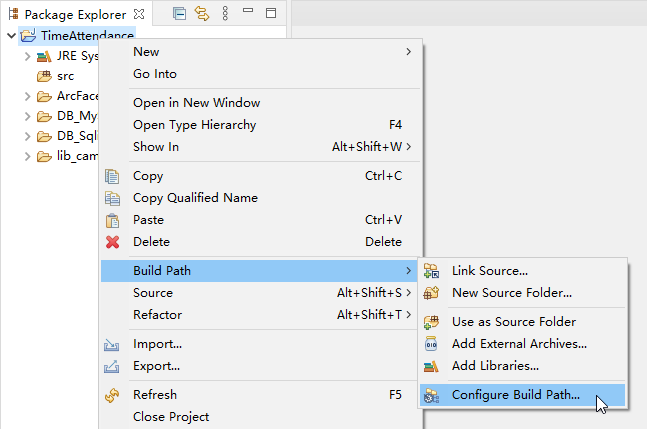 Package Explorer
TimeAttendance
JRE Sys
src
ArcFace
DB_My
DB_Sqli
lib_cam
New
Go Into
Open in New Window
Open Type Hierarchy F4
Show In Alt+Shift+W
Copy Ctrl+C
Copy Qualified Name
Paste Ctrl+V
Delete Delete
Build Path
Source Alt+Shift+S
Refactor Alt+Shift+T
Import...
Export...
Refresh F5
Close Project
Link Source...
New Source Folder...
Use as Source Folder
Add External Archives...
Add Libraries...
Configure Build Path...